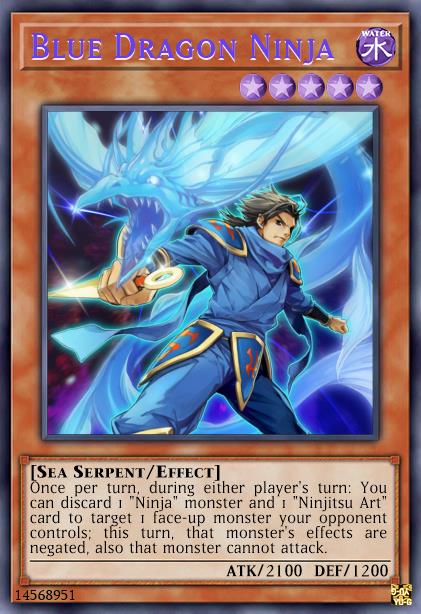 Blue Dragon Ninja
WATER
水
[Sea Serpent/Effect]
Once per turn, during either player's turn: You
can discard 1 "Ninja" monster and 1 "Ninjitsu Art"
card to target 1 face-up monster your opponent
controls; this turn, that monster's effects are
negated, also that monster cannot attack.
ATK/2100 DEF/1200
14568951